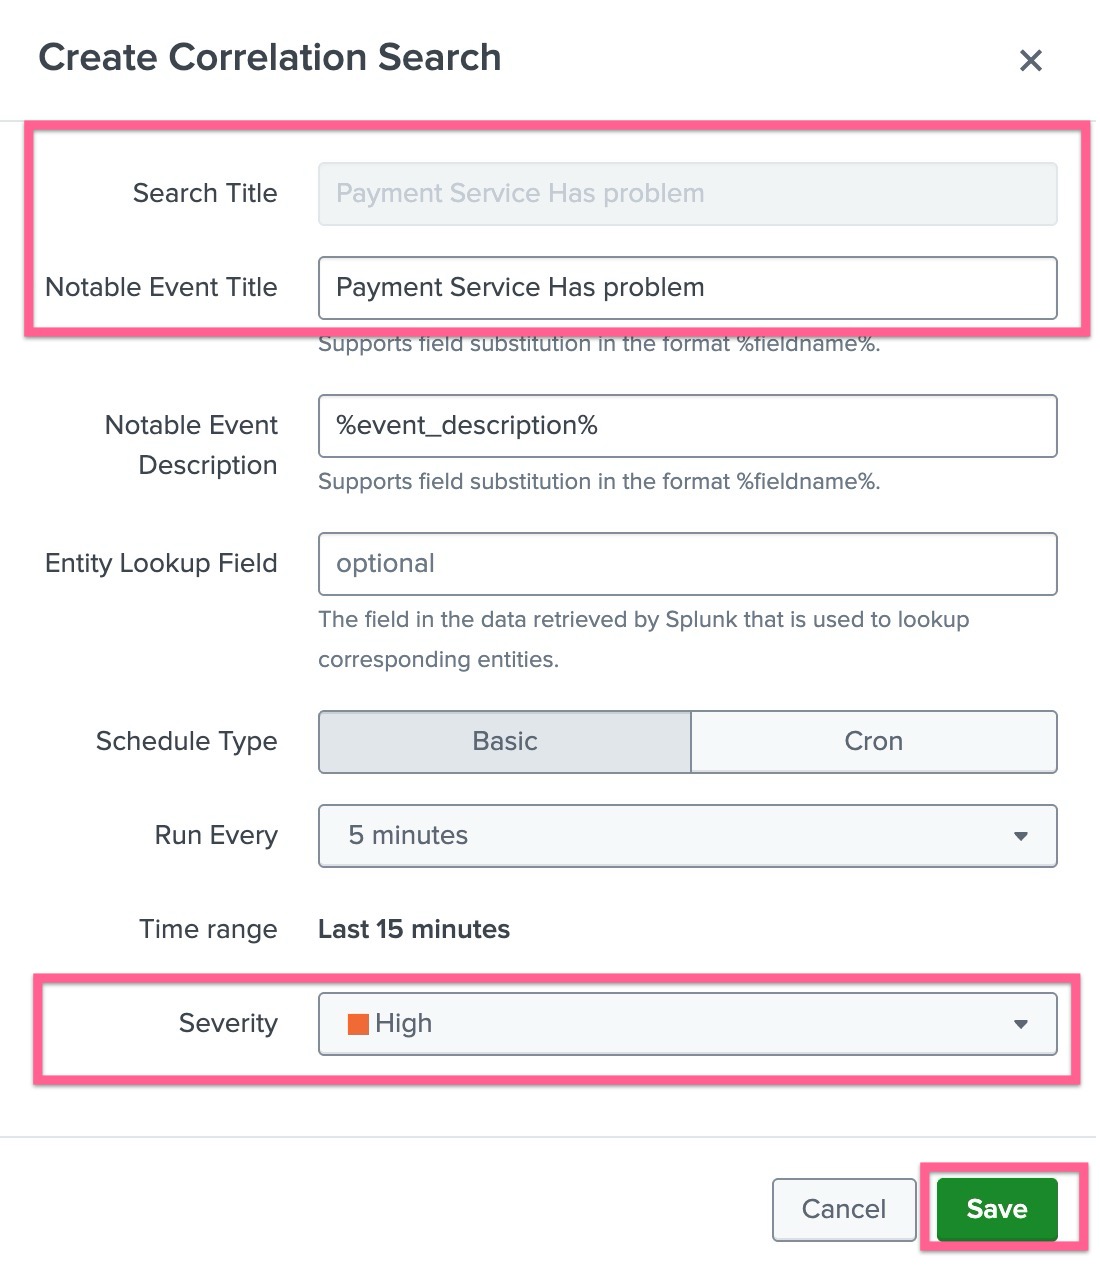 Create Correlation Search
Search Title
Payment Service Has problem
Notable Event Title
Payment Service Has problem
Supports field substitution in the format %fieldname%.
Notable Event
Description
%event_description%
Supports field substitution in the format %fieldname%.
Entity Lookup Field
optional
The field in the data retrieved by Splunk that is used to lookup
corresponding entities.
Schedule Type
Basic
Cron
Run Every
5 minutes
Time range
Last 15 minutes
Severity
High
Cancel
Save